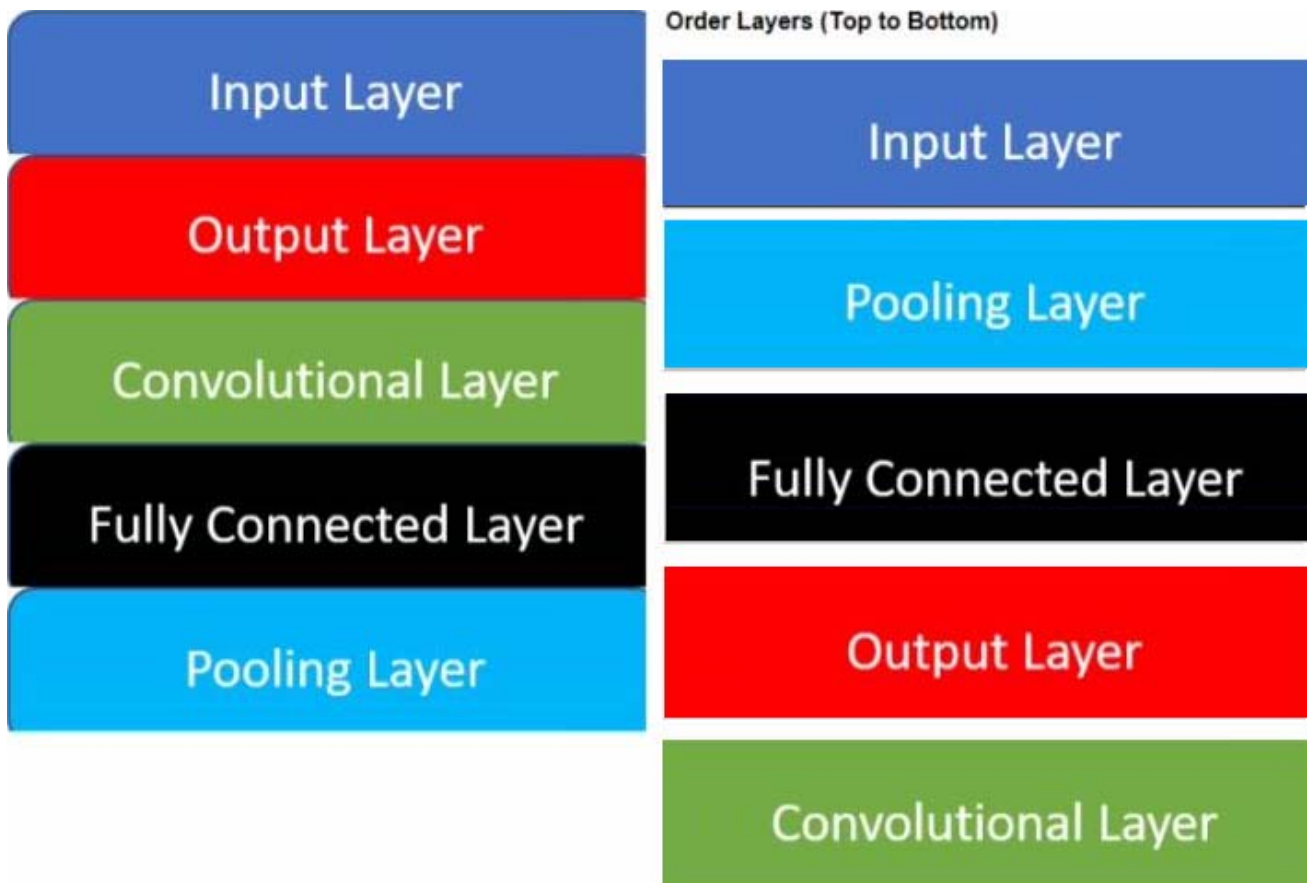 Input Layer
Output Layer
Convolutional Layer
Fully Connected Layer
Pooling Layer
Order Layers (Top to Bottom)
Input Layer
Pooling Layer
Fully Connected Layer
Output Layer
Convolutional Layer